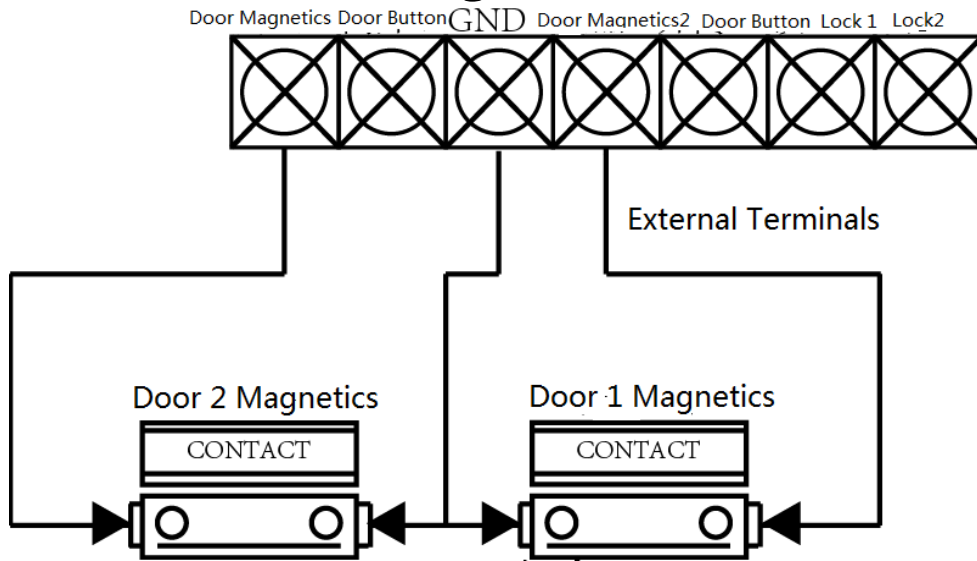 Door Magnetics Door Button GND Door Magnetics2 Door Button Lock 1 Lock2
External Terminals
Door 2 Magnetics Door 1 Magnetics
CONTACT CONTACT